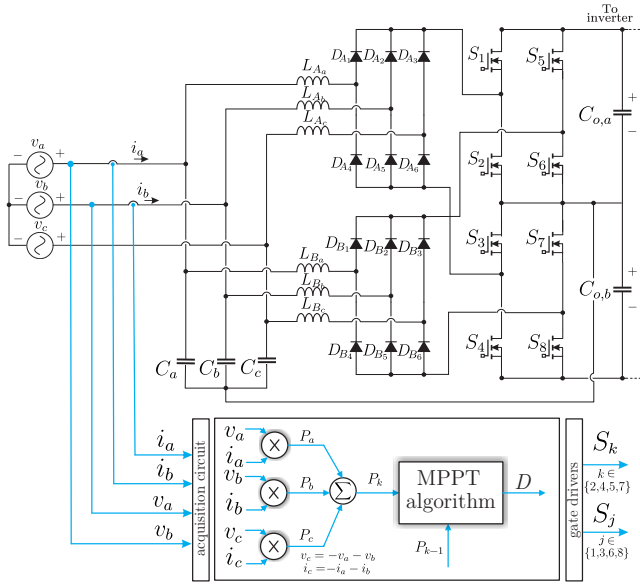 To
inverter
D_{A_1} D_{A_2} D_{A_3}
S_1
S_5
L_{A_a}
L_{A_b}
L_{A_c}
+
C_{o,a}
−
v_a
− +
i_a
D_{A_4} D_{A_5} D_{A_6}
S_2
S_6
v_b
− +
i_b
v_c
− +
D_{B_1} D_{B_2} D_{B_3}
S_3
S_7
L_{B_a}
L_{B_b}
L_{B_c}
+
C_{o,b}
−
D_{B_4} D_{B_5} D_{B_6}
S_4
S_8
C_a C_b C_c
i_a
i_b
v_a
v_b
acquisition circuit
v_a
i_a
×
P_a
v_b
i_b
×
P_b
v_c
i_c
×
P_c
Σ
P_k
v_c = −v_a − v_b
i_c = −i_a − i_b
MPPT
algorithm
P_{k−1}
D
gate drivers
S_k
k ∈
{2,4,5,7}
S_j
j ∈
{1,3,6,8}